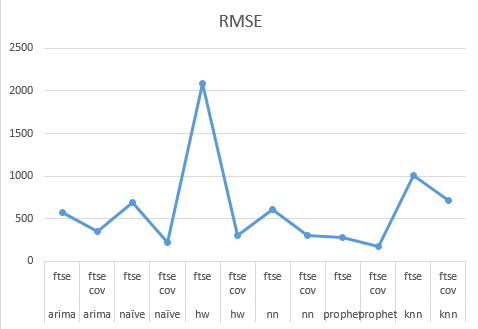 RMSE
2500
2000
1500
1000
500
0
ftse ftse ftse ftse ftse ftse ftse ftse ftse ftse ftse ftse
cov cov cov cov cov cov
arima arima naïve naïve hw hw nn nn prophet prophet knn knn